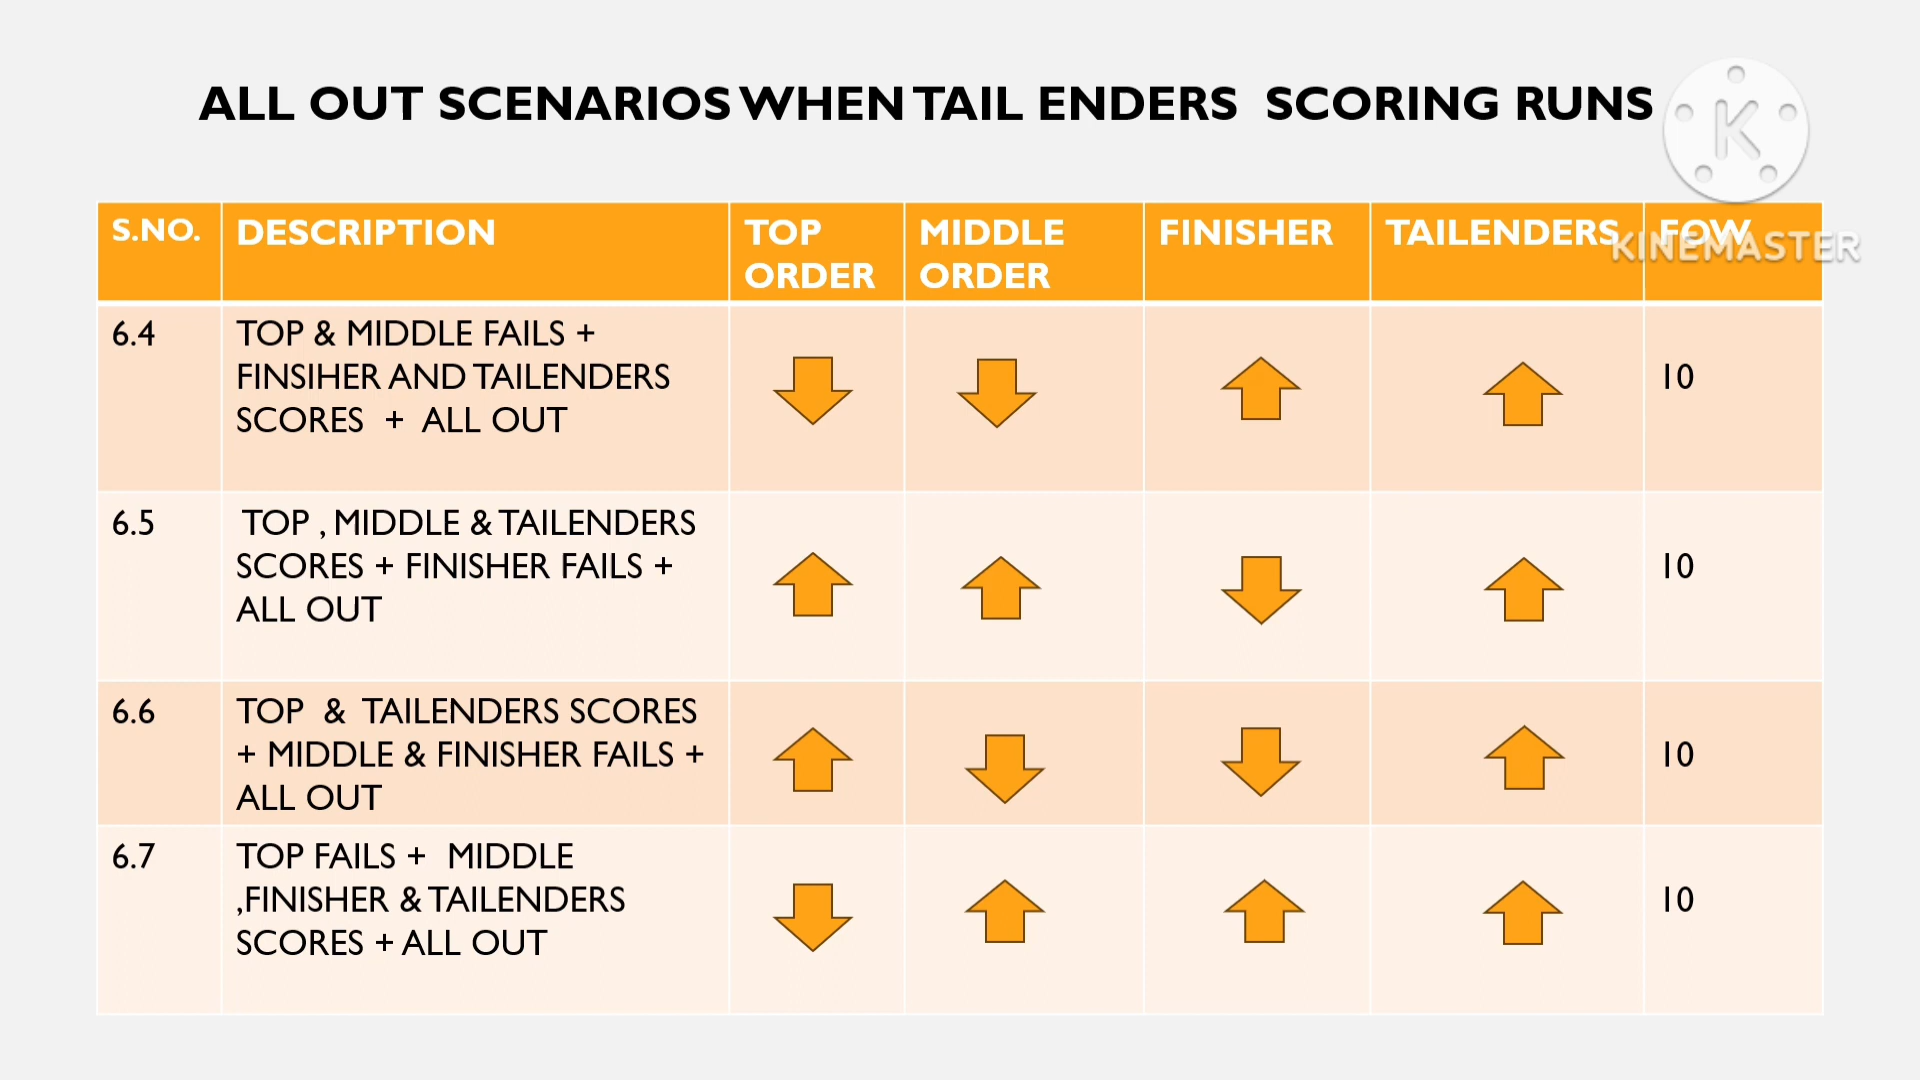 ALL OUT SCENARIOS WHEN TAIL ENDERS SCORING RUNS
K
KINEMASTER
S.NO. DESCRIPTION TOP ORDER MIDDLE ORDER FINISHER TAILENDERS FOW
6.4
TOP & MIDDLE FAILS +
FINSIHER AND TAILENDERS
SCORES + ALL OUT
10
6.5
TOP , MIDDLE & TAILENDERS
SCORES + FINISHER FAILS +
ALL OUT
10
6.6
TOP & TAILENDERS SCORES
+ MIDDLE & FINISHER FAILS +
ALL OUT
10
6.7
TOP FAILS + MIDDLE
,FINISHER & TAILENDERS
SCORES + ALL OUT
10